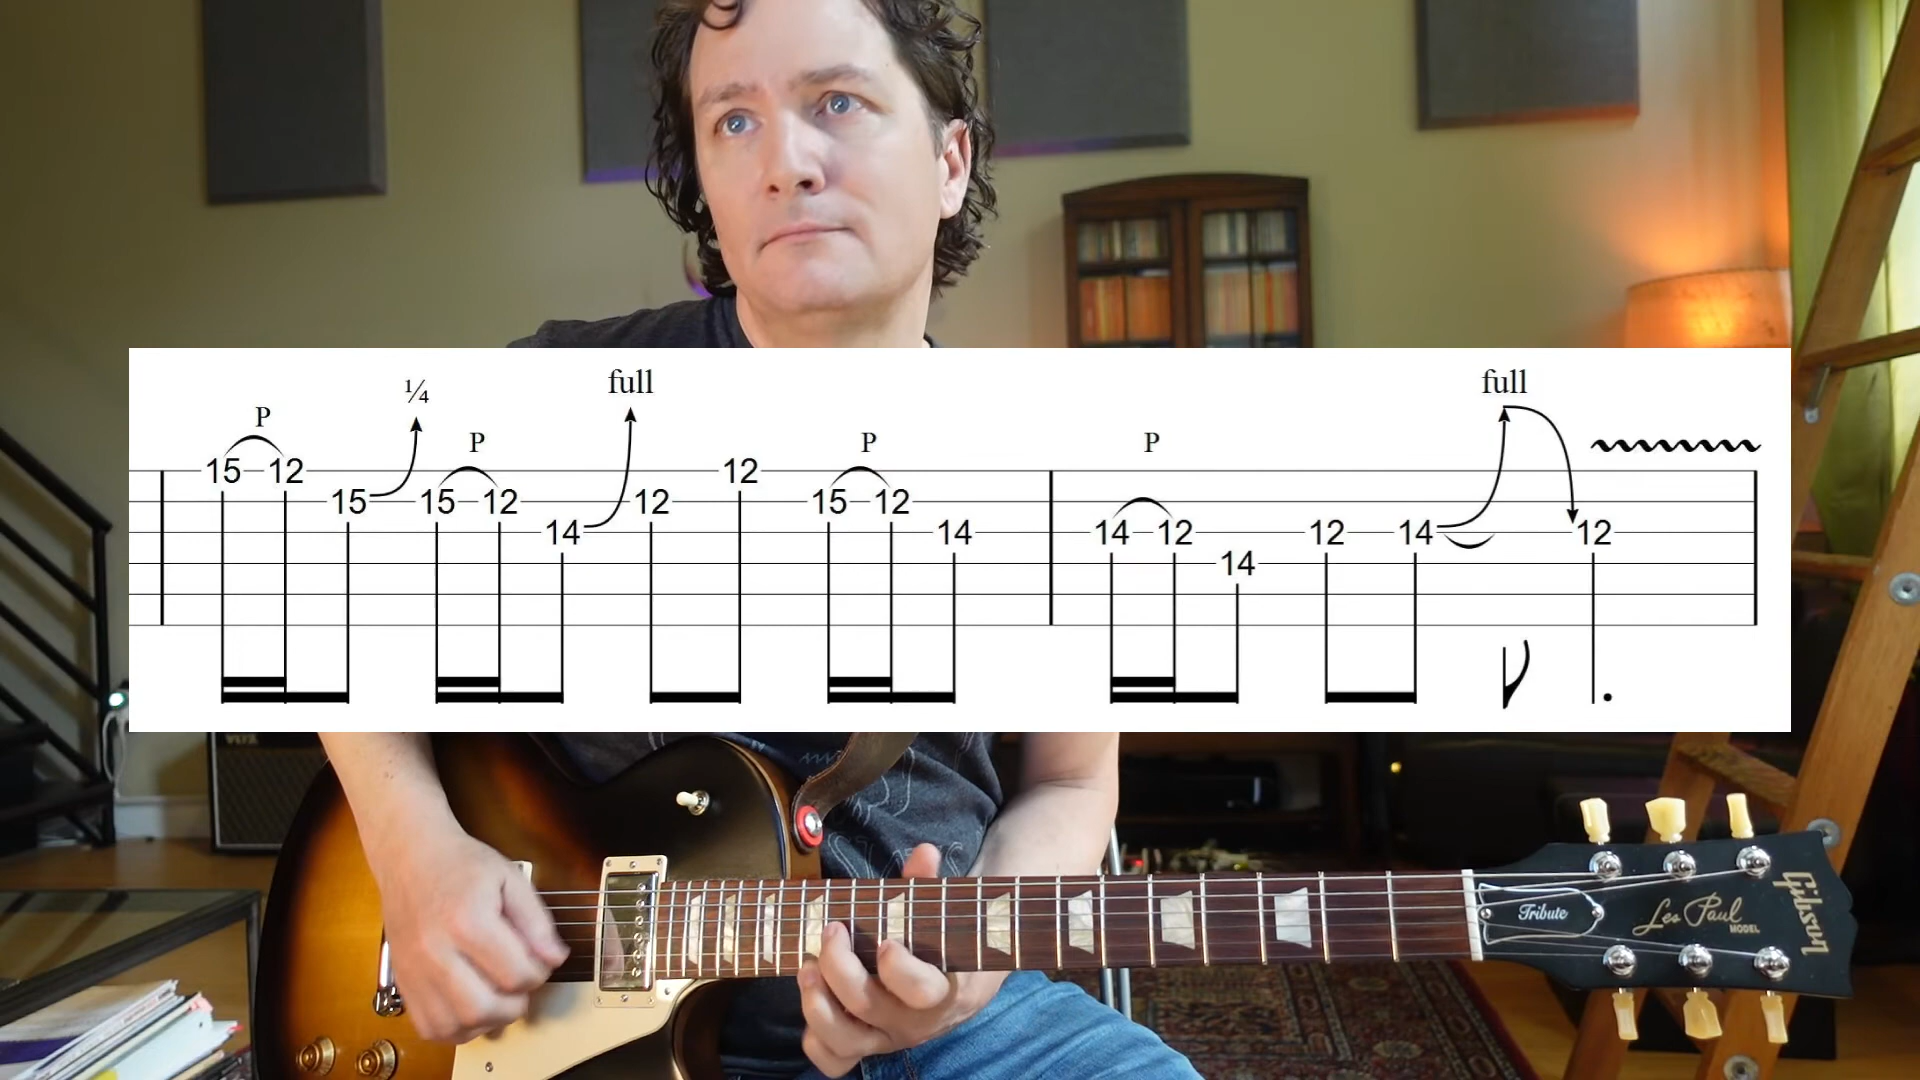 ¼ full full
P P P P
15 12 12 
15 15 12 12 15 12
14 14 14 12 12 14 12
14
VOX
Tribute
Les Paul
MODEL
Gibson